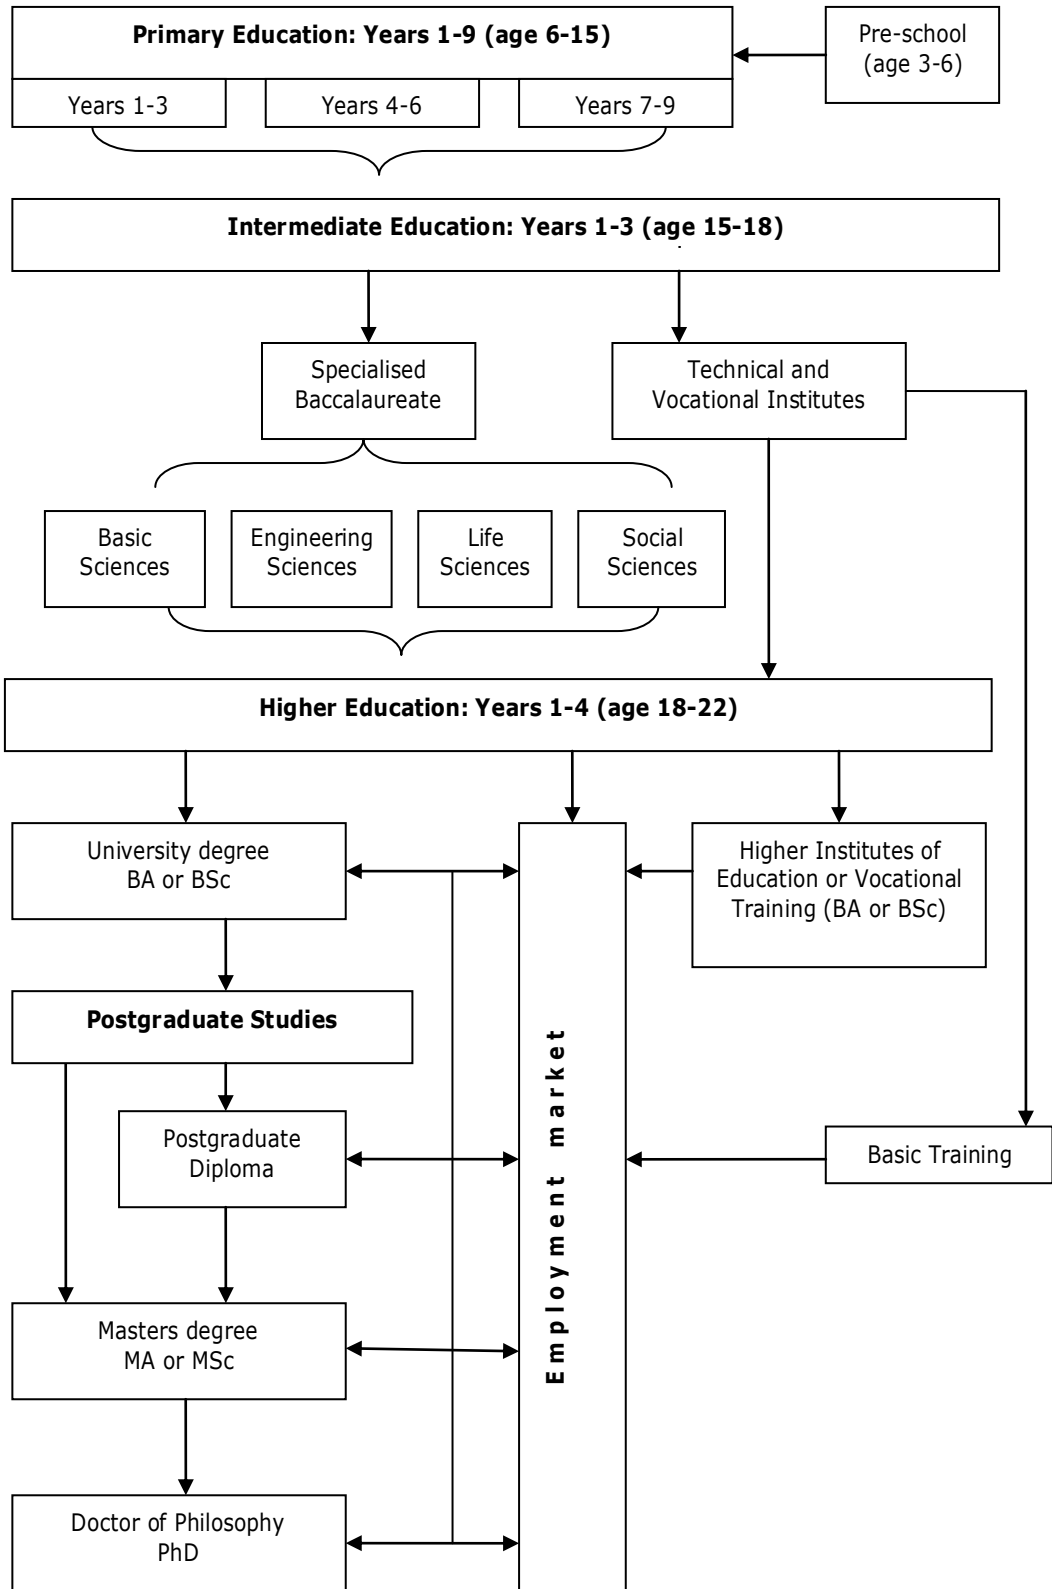 Primary Education: Years 1-9 (age 6-15)
Pre-school
(age 3-6)
Years 1-3
Years 4-6
Years 7-9
Intermediate Education: Years 1-3 (age 15-18)
Specialised
Baccalaureate
Technical and
Vocational Institutes
Basic
Sciences
Engineering
Sciences
Life
Sciences
Social
Sciences
Higher Education: Years 1-4 (age 18-22)
University degree
BA or BSc
Higher Institutes of
Education or Vocational
Training (BA or BSc)
Postgraduate Studies
Employment market
Postgraduate
Diploma
Basic Training
Masters degree
MA or MSc
Doctor of Philosophy
PhD